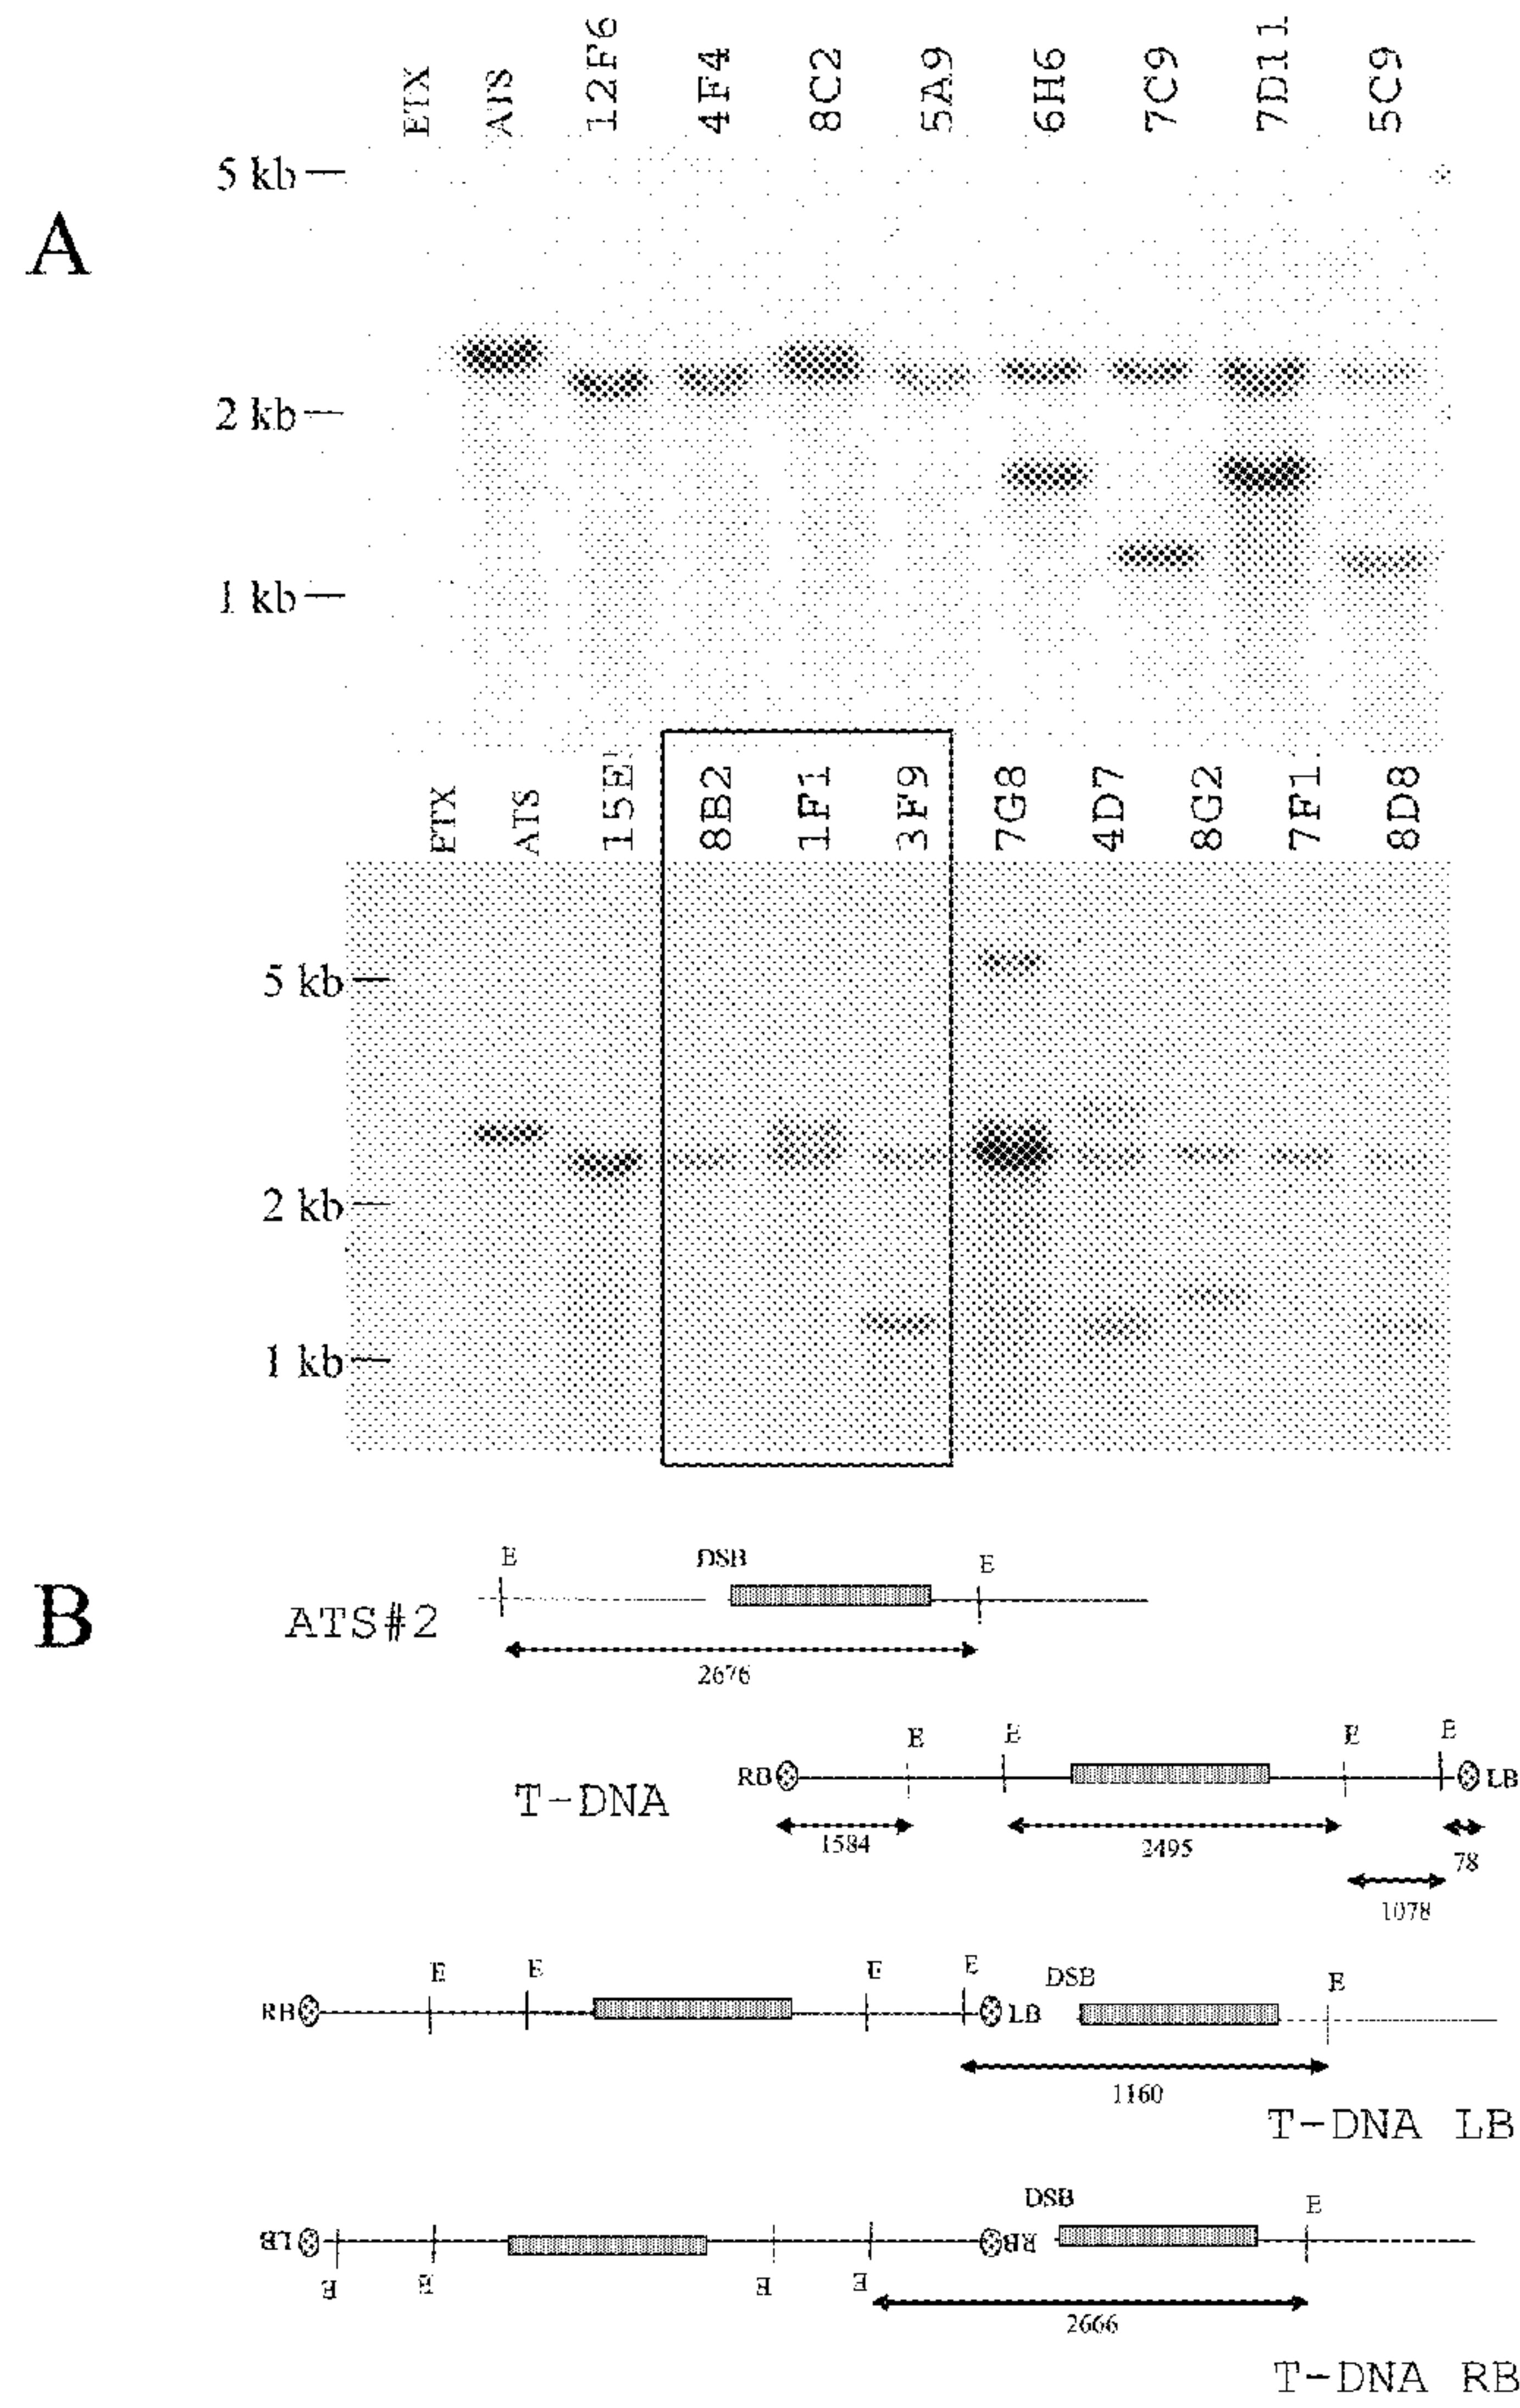 ETX ATS 12F6 4F4 8C2 5A9 6H6 7C9 7D11 5C9
5 kb
A
2 kb
1 kb
ETX ATS 15E 8B2 1F1 3F9 7G8 4D7 8G2 7F1 8D8
5 kb
2 kb
1 kb
B
E DSB E
ATS#2
2676
E E E E
RB LB
T-DNA
1584 2495 78
1078
E E E E DSB E
RB LB
1160
T-DNA LB
DSB E
LB RB
E E E E
2666
T-DNA RB